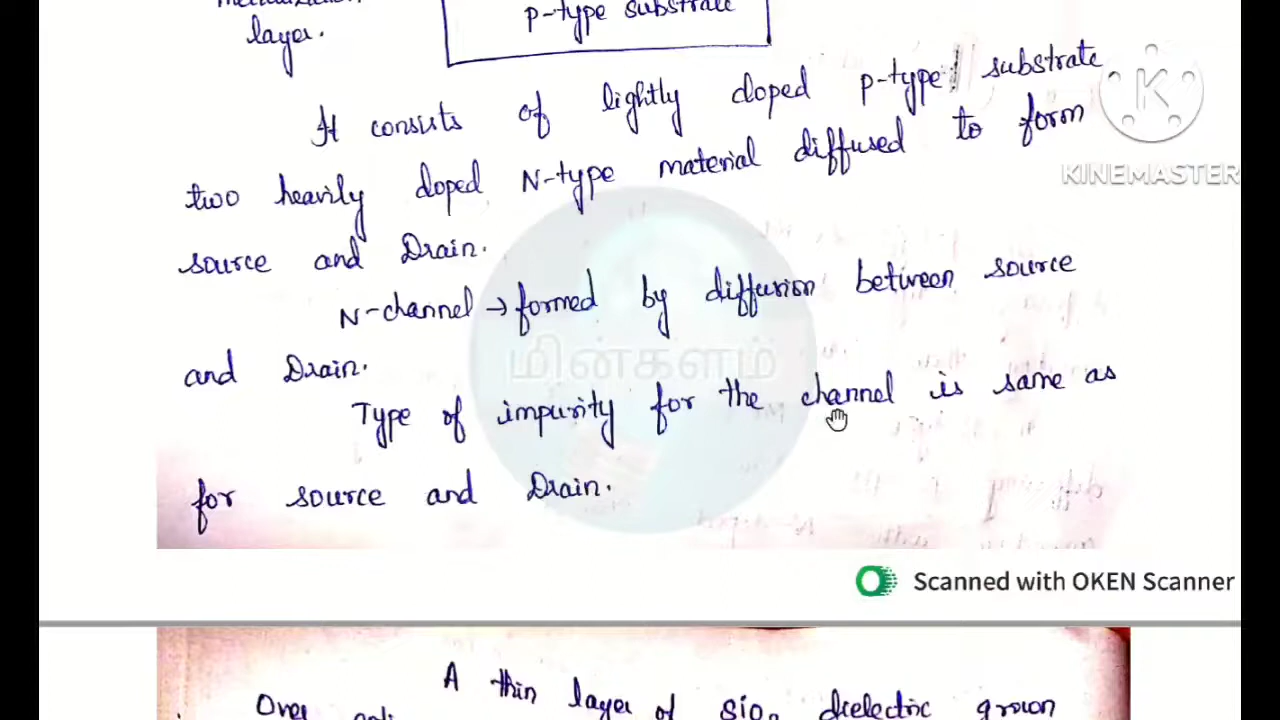 layer.
P-type substrate
It consists of lightly doped p-type substrate
two heavily doped N-type material diffused to form
source and Drain.
N-channel → formed by diffusion between source
and Drain.
Type of impurity for the channel is same as
for source and Drain.
மின்களம்
K
KINEMASTER
Scanned with OKEN Scanner
A thin layer of SiO₂ dielectric grown
Over